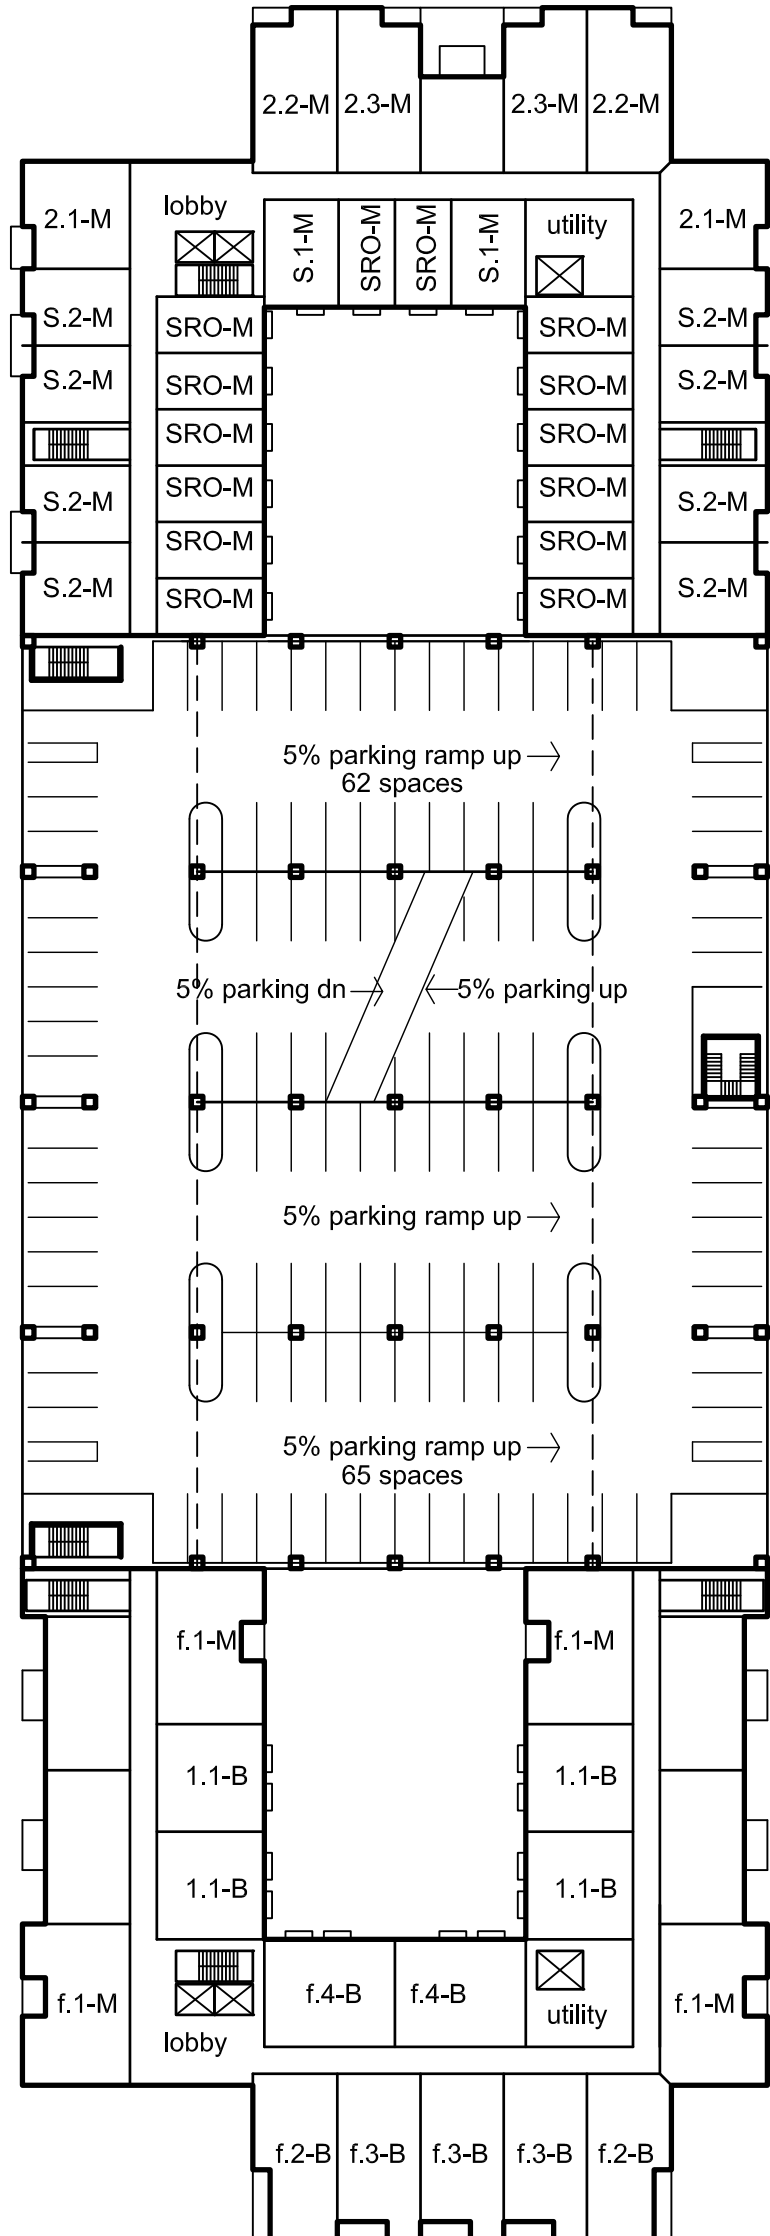 2.2-M 2.3-M 2.3-M 2.2-M
2.1-M lobby S.1-M SRO-M SRO-M S.1-M utility 2.1-M
S.2-M SRO-M SRO-M S.2-M
S.2-M SRO-M SRO-M S.2-M
SRO-M SRO-M
S.2-M SRO-M SRO-M S.2-M
SRO-M SRO-M
S.2-M SRO-M SRO-M S.2-M
5% parking ramp up
62 spaces
5% parking dn 5% parking up
5% parking ramp up
5% parking ramp up
65 spaces
f.1-M f.1-M
1.1-B 1.1-B
1.1-B 1.1-B
f.1-M f.4-B f.4-B f.1-M
lobby utility
f.2-B f.3-B f.3-B f.3-B f.2-B